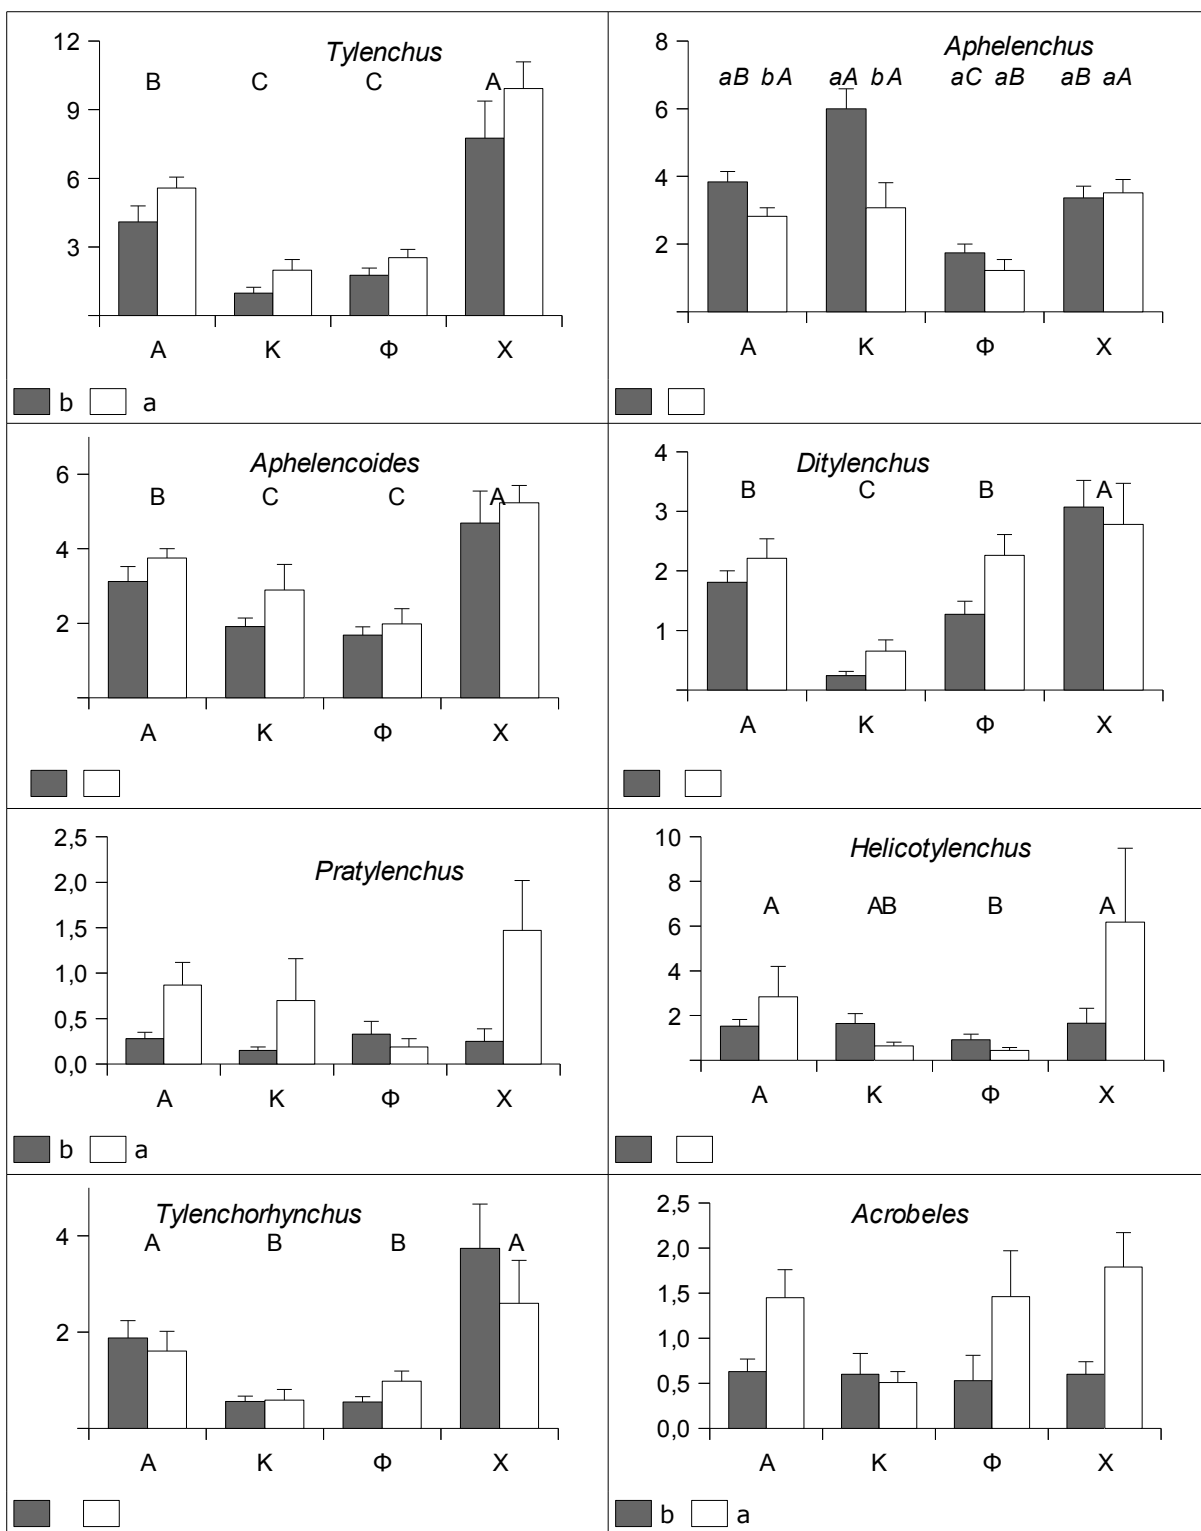 Tylenchus
12
B C C A
9
6
3
Α Κ Φ Χ
b a
Aphelenchus
8
aB bA aA bA aC aB aB aA
6
4
2
Α Κ Φ Χ
Aphelencoides
6
B C C A
4
2
Α Κ Φ Χ
Ditylenchus
4
B C B A
3
2
1
Α Κ Φ Χ
2,5
Pratylenchus
2,0
1,5
1,0
0,5
0,0
Α Κ Φ Χ
b a
10
Helicotylenchus
8
A AB B A
6
4
2
Α Κ Φ Χ
Tylenchorhynchus
4
A B B A
2
Α Κ Φ Χ
2,5
Acrobeles
2,0
1,5
1,0
0,5
0,0
Α Κ Φ Χ
b a